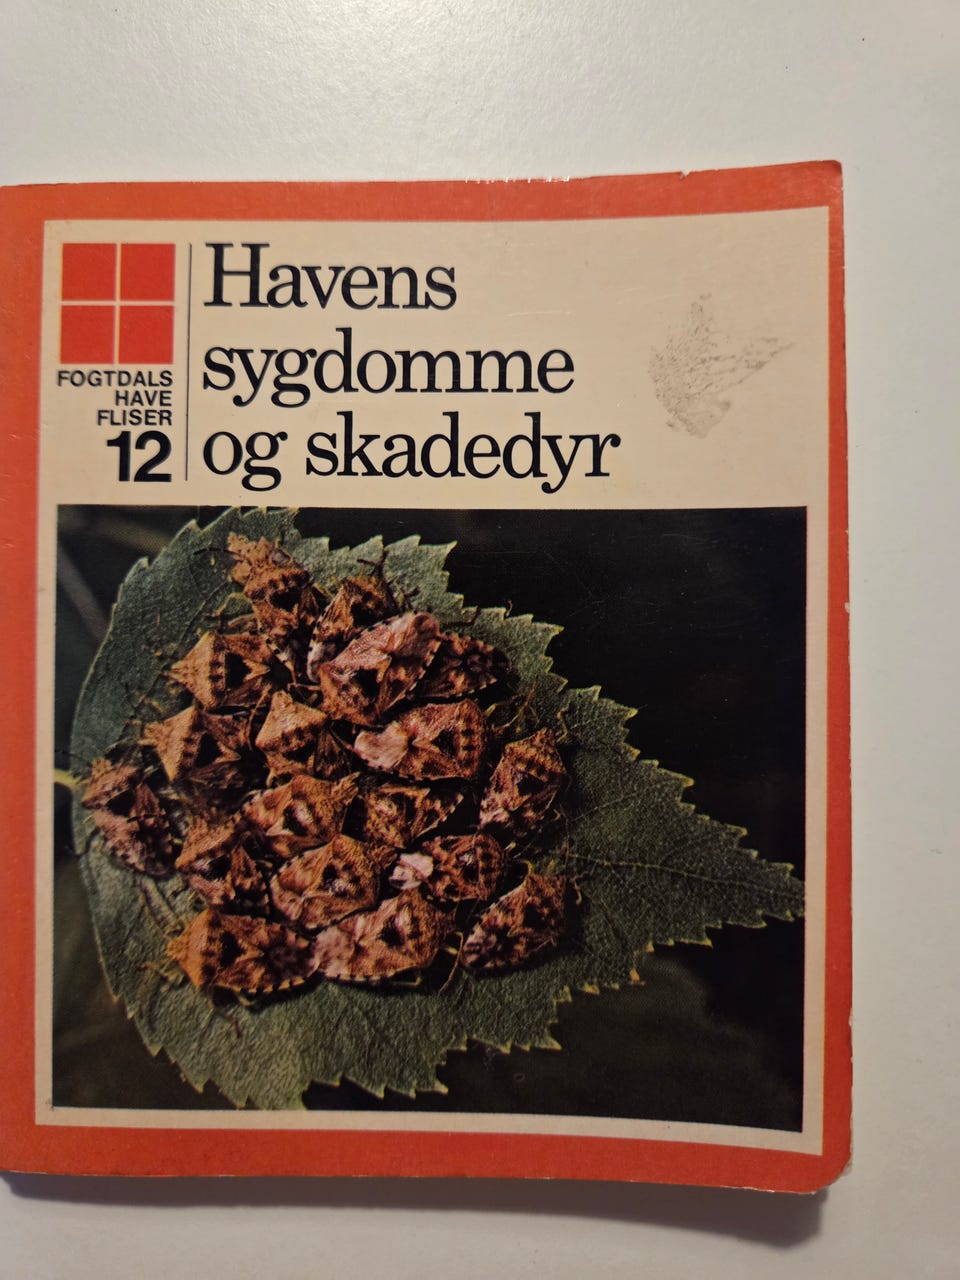 FOGTDALS
HAVE
FLISER
12
Havens
sygdomme
og skadedyr